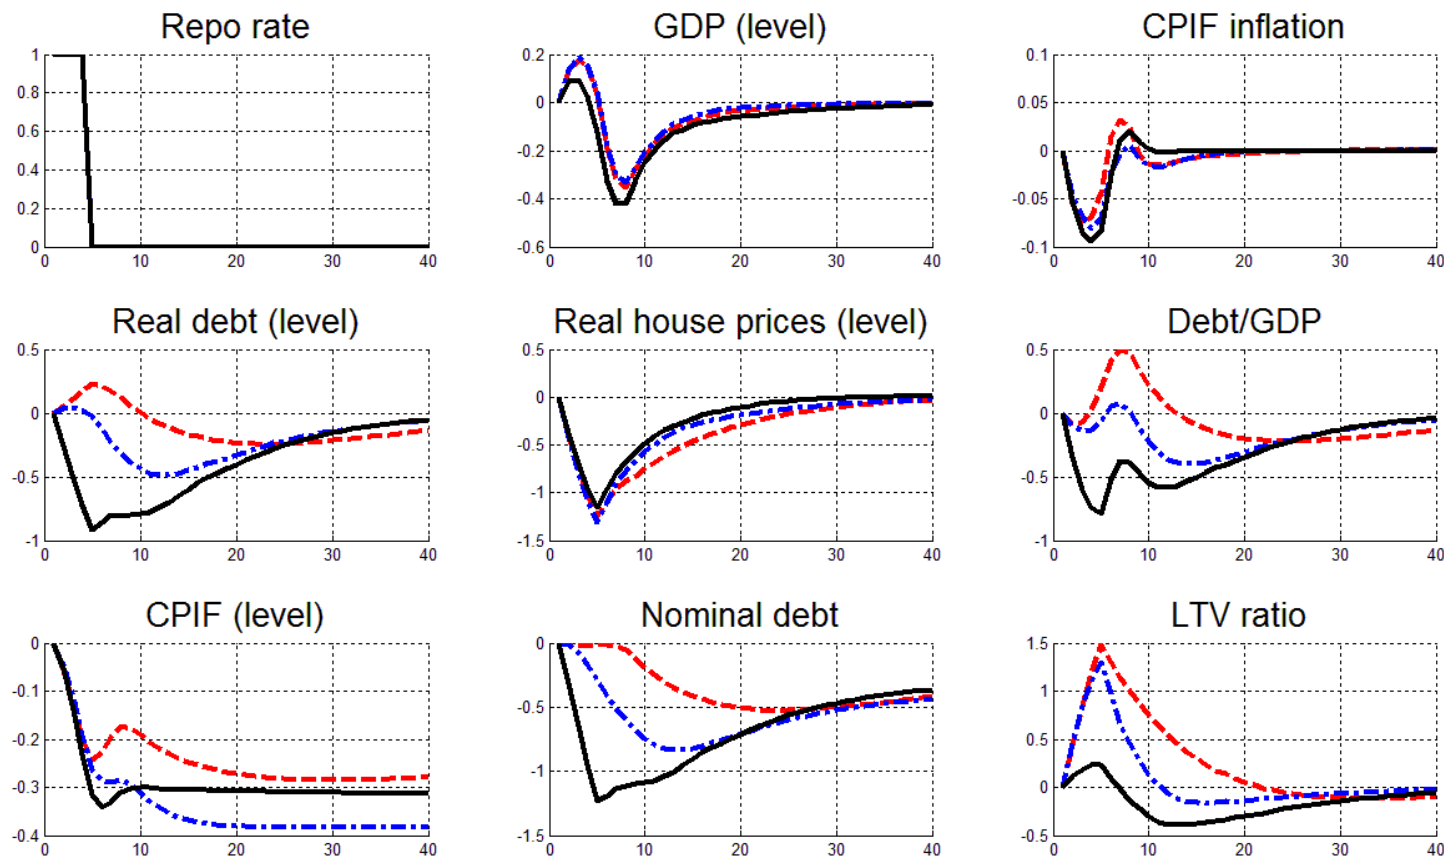 Repo rate
GDP (level)
CPIF inflation
1
0.8
0.6
0.4
0.2
0
0 10 20 30 40
0.2
0
-0.2
-0.4
-0.6
0 10 20 30 40
0.1
0.05
0
-0.05
-0.1
0 10 20 30 40
Real debt (level)
Real house prices (level)
Debt/GDP
0.5
0
-0.5
-1
0 10 20 30 40
0.5
0
-0.5
-1
-1.5
0 10 20 30 40
0.5
0
-0.5
-1
0 10 20 30 40
CPIF (level)
Nominal debt
LTV ratio
0
-0.1
-0.2
-0.3
-0.4
0 10 20 30 40
0
-0.5
-1
-1.5
0 10 20 30 40
1.5
1
0.5
0
-0.5
0 10 20 30 40